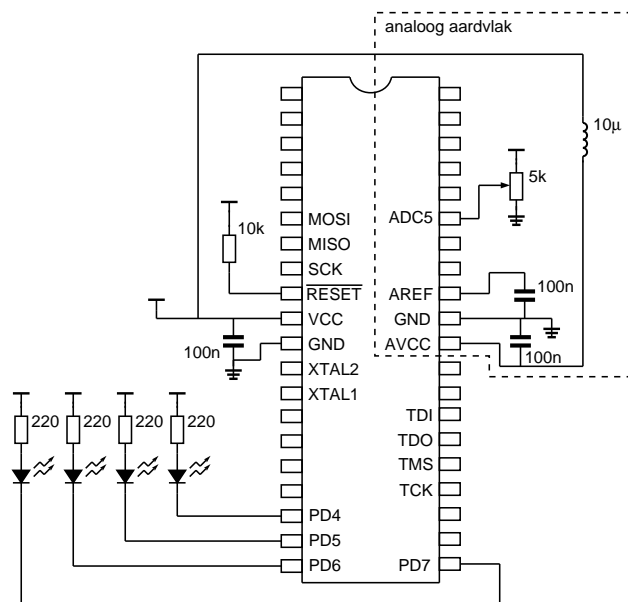 analoog aardvlak
10µ
5k
MOSI
ADC5
10k
MISO
SCK
RESET
AREF
100n
VCC
GND
100n
GND
AVCC
100n
XTAL2
XTAL1
220
220
220
220
TDI
TDO
TMS
TCK
PD4
PD5
PD6
PD7